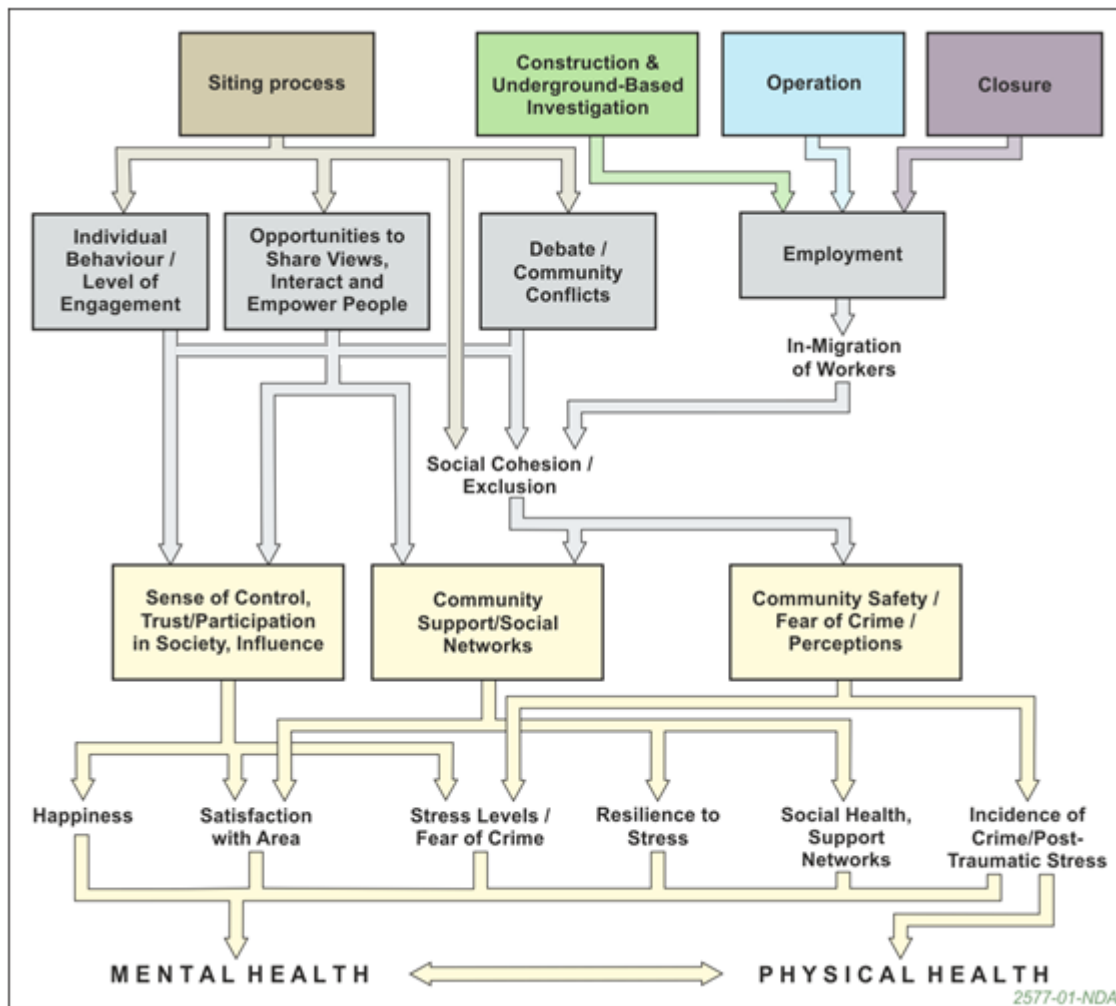 Siting process
Construction &
Underground-Based
Investigation
Operation
Closure
Individual
Behaviour /
Level of
Engagement
Opportunities to
Share Views,
Interact and
Empower People
Debate /
Community
Conflicts
Employment
In-Migration
of Workers
Social Cohesion /
Exclusion
Sense of Control,
Trust/Participation
in Society, Influence
Community
Support/Social
Networks
Community Safety /
Fear of Crime /
Perceptions
Happiness
Satisfaction
with Area
Stress Levels /
Fear of Crime
Resilience to
Stress
Social Health,
Support
Networks
Incidence of
Crime/Post-
Traumatic Stress
MENTAL HEALTH
PHYSICAL HEALTH
2577-01-NDA